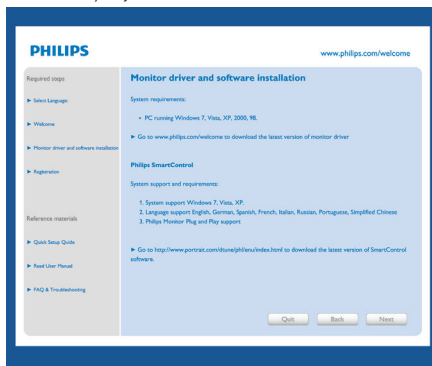 PHILIPS
www.philips.com/welcome
Required steps
► Select Language
► Welcome
► Monitor driver and software installation
► Registration
Reference materials
► Quick Setup Guide
► Read User Manual
► FAQ & Troubleshooting
Monitor driver and software installation
System requirements:
• PC running Windows 7, Vista, XP, 2000, 98.
► Go to www.philips.com/welcome to download the latest version of monitor driver
Philips SmartControl
System support and requirements:
1. System support Windows 7, Vista, XP.
2. Language support English, German, Spanish, French, Italian, Russian, Portuguese, Simplified Chinese
3. Philips Monitor Plug and Play support
► Go to http://www.portrait.com/dtune/phl/enu/index.html to download the latest version of SmartControl
software.
Quit Back Next